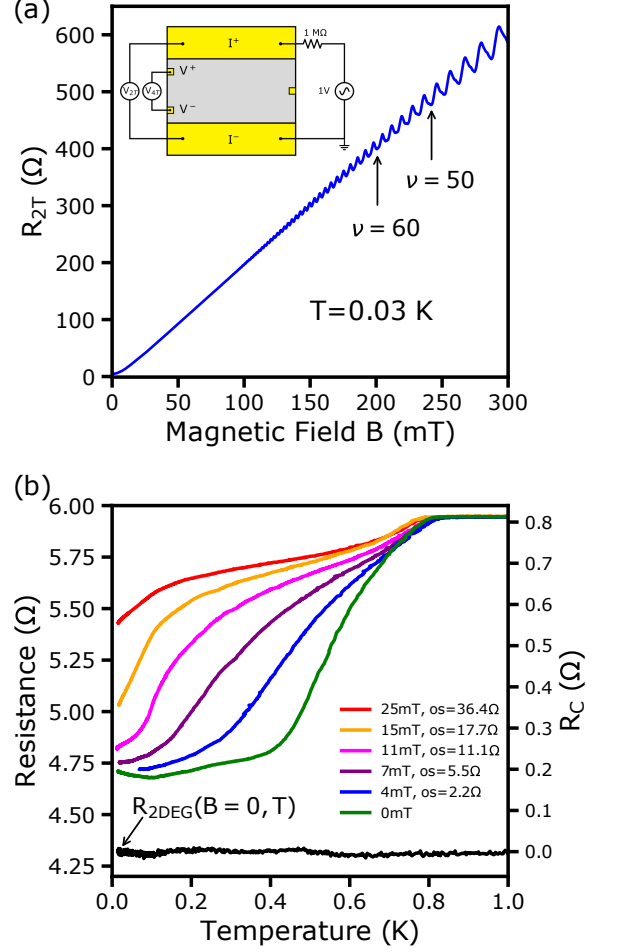 (a)
600
500
400
300
200
100
0
R2T (Ω)
I+
1 MΩ
V+
V2T
V4T
1V
V−
I−
ν = 50
ν = 60
T=0.03 K
0 50 100 150 200 250 300
Magnetic Field B (mT)
(b)
6.00
5.75
5.50
5.25
5.00
4.75
4.50
4.25
Resistance (Ω)
0.8
0.7
0.6
0.5
0.4
0.3
0.2
0.1
0.0
RC (Ω)
25mT, os=36.4Ω
15mT, os=17.7Ω
11mT, os=11.1Ω
7mT, os=5.5Ω
4mT, os=2.2Ω
0mT
R2DEG(B = 0, T)
0.0 0.2 0.4 0.6 0.8 1.0
Temperature (K)